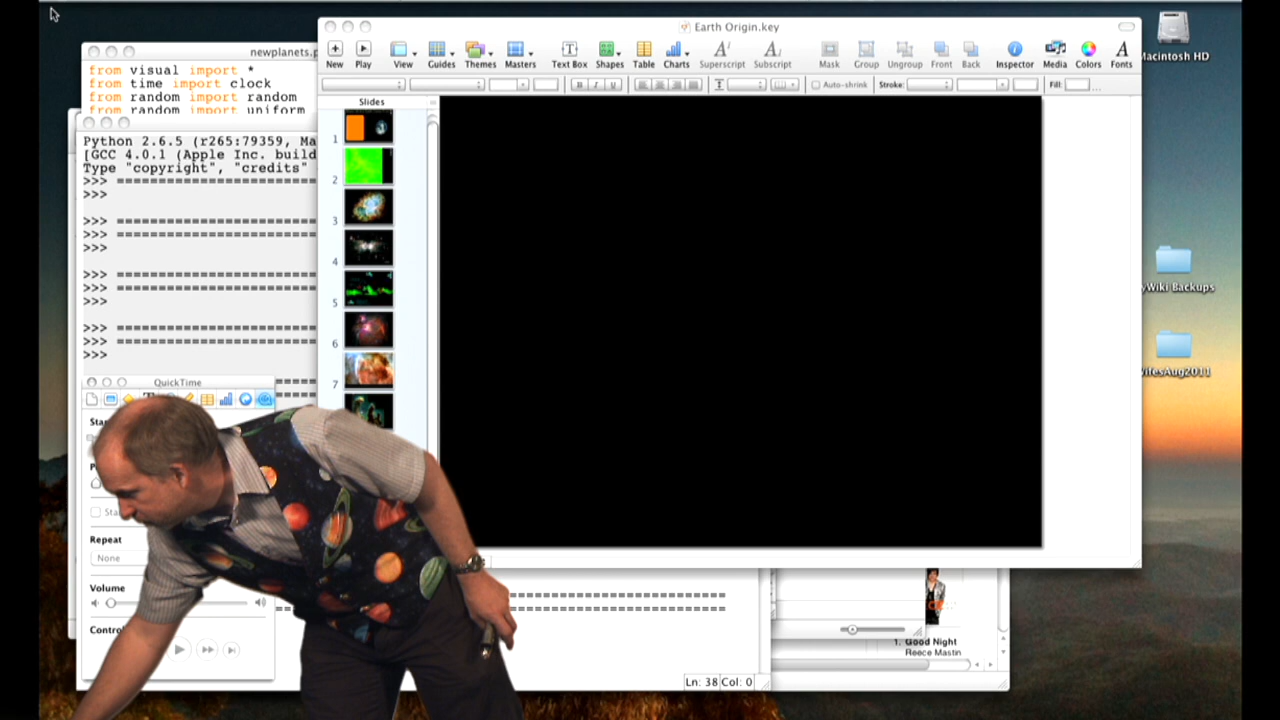 Earth Origin.key
New Play View Guides Themes Masters Text Box Shapes Table Charts Superscript Subscript Mask Group Ungroup Front Back Inspector Media Colors Fonts
Auto-shrink Stroke: Fill:
Slides
1
2
3
4
5
6
7
from visual import *
from time import clock
from random import random
from random import uniform
Python 2.6.5 (r265:79359, Ma
[GCC 4.0.1 (Apple Inc. build
Type "copyright", "credits"
>>> ====================
>>>
>>> ====================
>>> ====================
>>>
>>> ====================
>>> ====================
>>>
>>> ====================
>>> ====================
>>>
QuickTime
Repeat
None
Volume
Ln: 38 Col: 0
Macintosh HD
1. Good Night
Reece Mastin